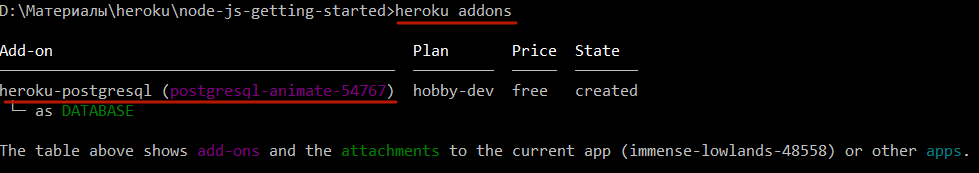 D:\Материалы\heroku\node-js-getting-started>heroku addons
Add-on Plan Price State
heroku-postgresql (postgresql-animate-54767) hobby-dev free created
└─ as DATABASE
The table above shows add-ons and the attachments to the current app (immense-lowlands-48558) or other apps.